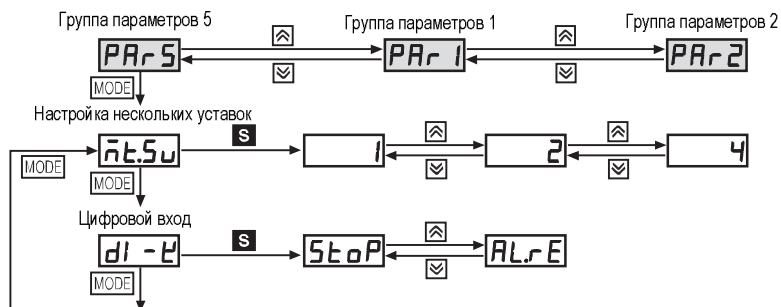 Группа параметров 5 Группа параметров 1 Группа параметров 2
PAr5 PAr1 PAr2
MODE
Настройка нескольких уставок
MODE nt.Su S 1 2 4
MODE
Цифровой вход
dI -K S StoP AL.rE
MODE